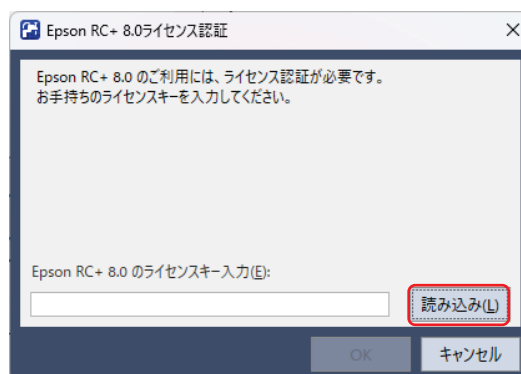 Epson RC+ 8.0ライセンス認証
Epson RC+ 8.0 のご利用には、ライセンス認証が必要です。
お手持ちのライセンスキーを入力してください。
Epson RC+ 8.0 のライセンスキー入力(E):
読み込み(L)
OK
キャンセル